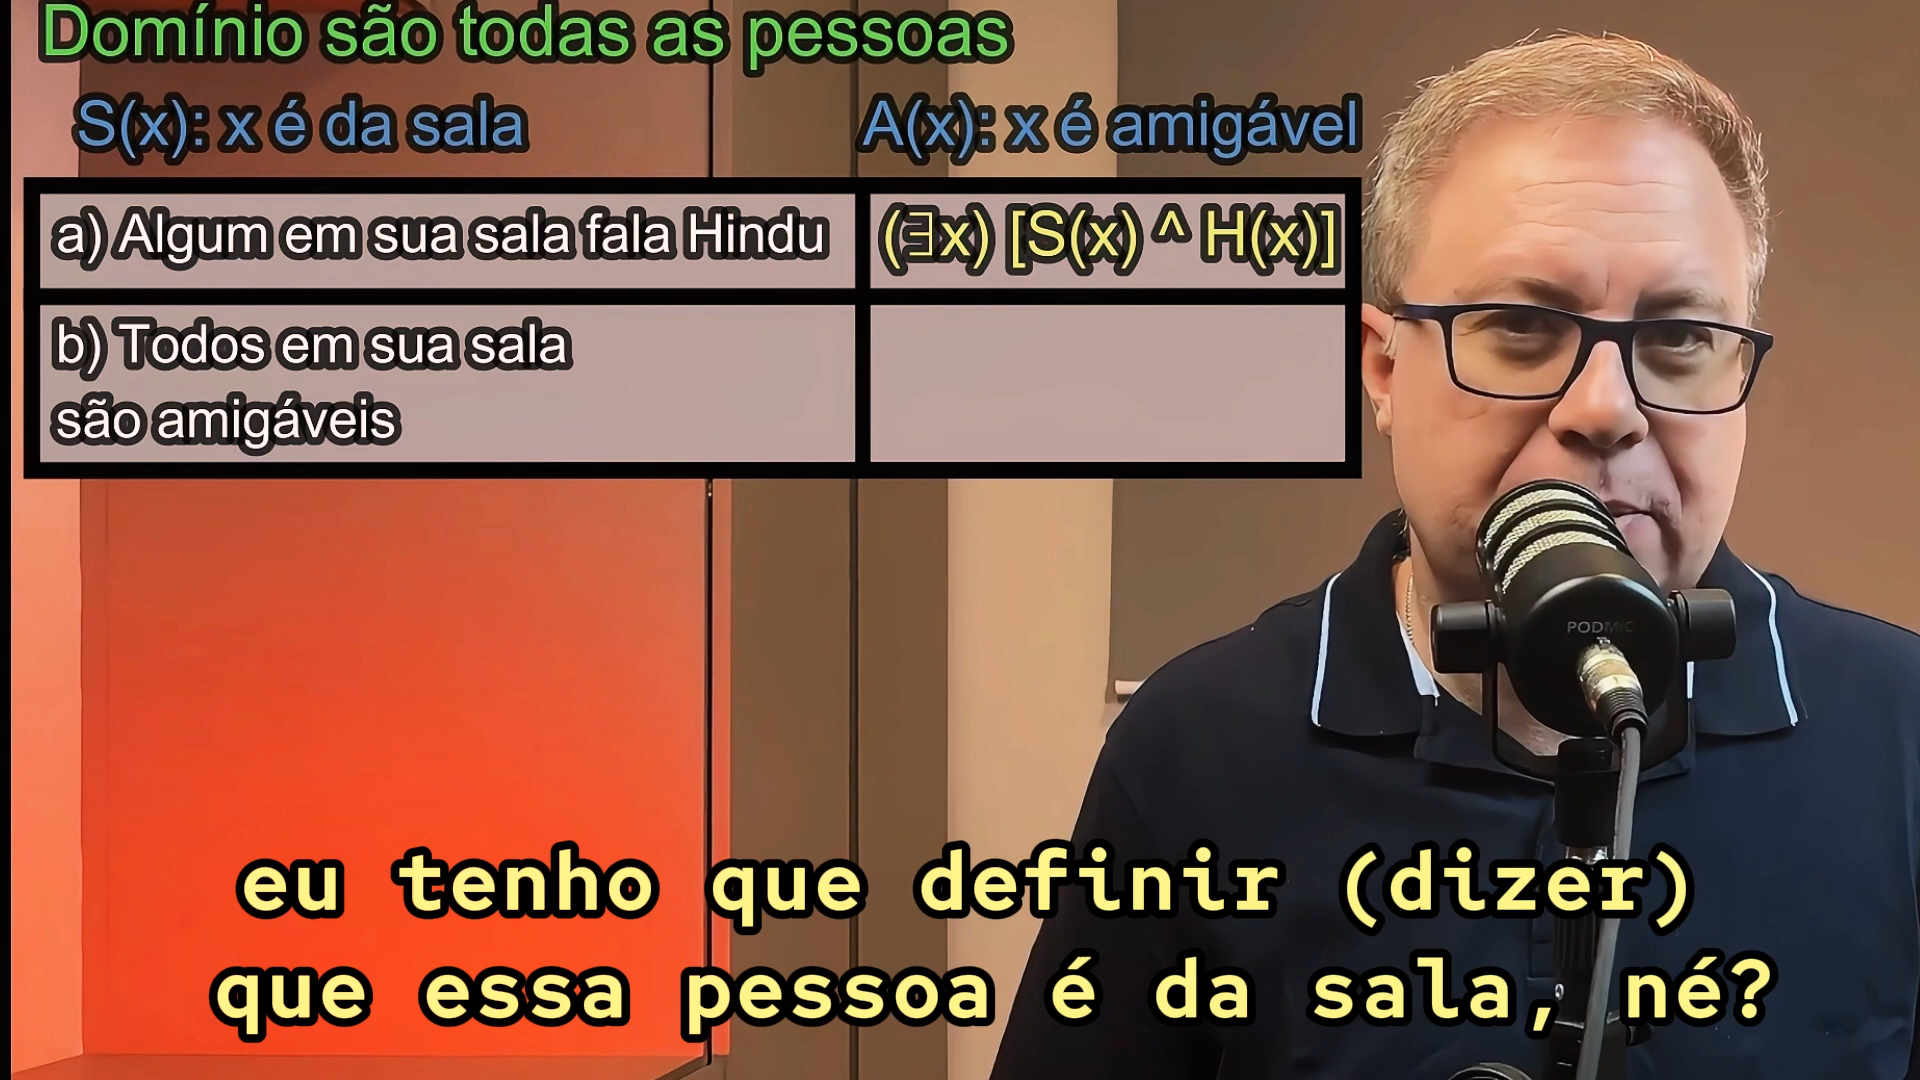 Domínio são todas as pessoas
S(x): x é da sala
A(x): x é amigável
a) Algum em sua sala fala Hindu
(∃x) [S(x) ^ H(x)]
b) Todos em sua sala
são amigáveis
PODMIC
eu tenho que definir (dizer)
que essa pessoa é da sala, né?